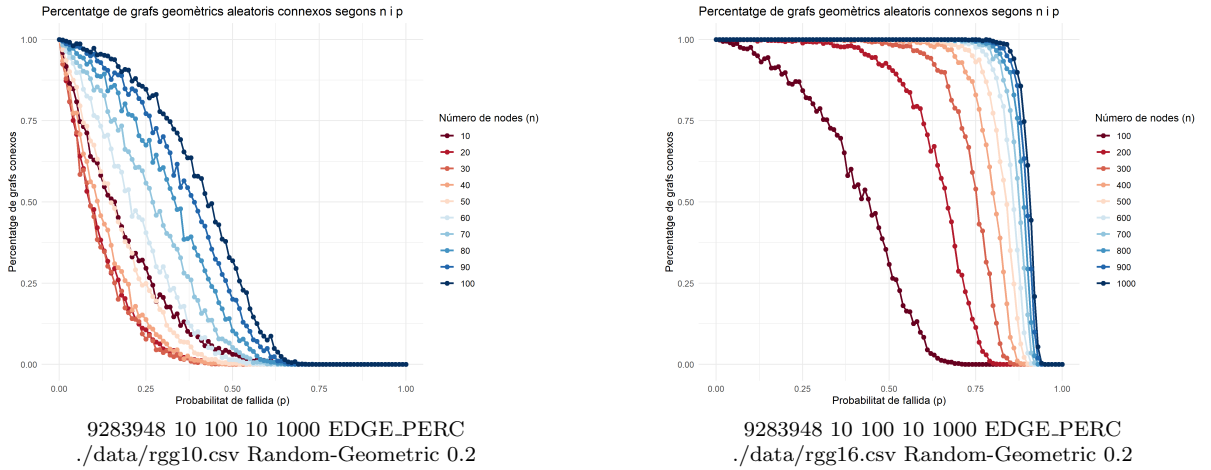 Percentatge de grafs geomètrics aleatoris connexos segons n i p
Percentatge de grafs conexos
1.00
0.75
0.50
0.25
0.00
0.00 0.25 0.50 0.75 1.00
Probabilitat de fallida (p)
Número de nodes (n)
10
20
30
40
50
60
70
80
90
100
9283948 10 100 10 1000 EDGE_PERC
./data/rgg10.csv Random-Geometric 0.2
Percentatge de grafs geomètrics aleatoris connexos segons n i p
Percentatge de grafs conexos
1.00
0.75
0.50
0.25
0.00
0.00 0.25 0.50 0.75 1.00
Probabilitat de fallida (p)
Número de nodes (n)
100
200
300
400
500
600
700
800
900
1000
9283948 10 100 10 1000 EDGE_PERC
./data/rgg16.csv Random-Geometric 0.2